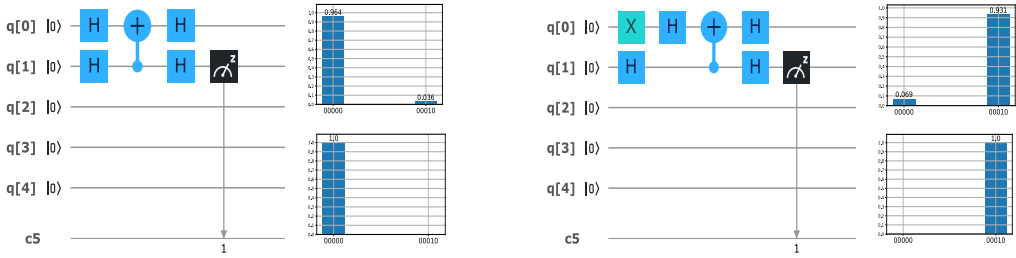 q[0] |0⟩ H + H
q[1] |0⟩ H H z
q[2] |0⟩
q[3] |0⟩
q[4] |0⟩
c5
1
0.964
0.036
00000 00010
1.0
00000 00010
q[0] |0⟩ X H + H
q[1] |0⟩ H H z
q[2] |0⟩
q[3] |0⟩
q[4] |0⟩
c5
1
0.931
0.069
00000 00010
1.0
00000 00010